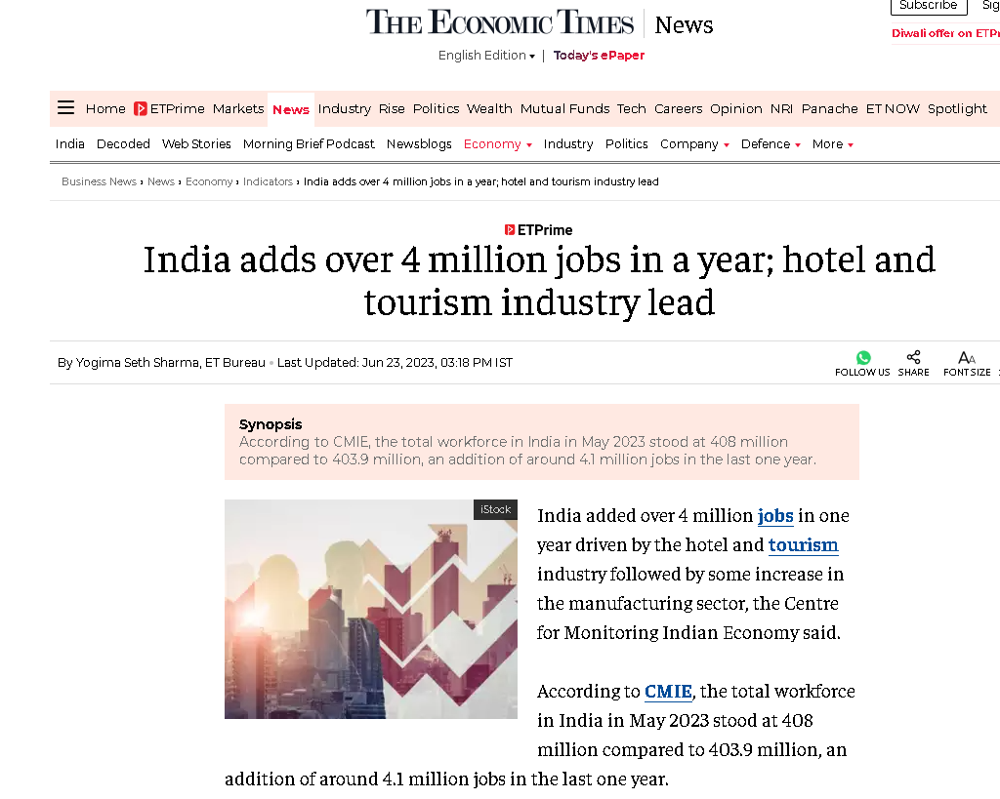 THE ECONOMIC TIMES | News
Subscribe
English Edition | Today's ePaper
Home ETPrime Markets News Industry Rise Politics Wealth Mutual Funds Tech Careers Opinion NRI Panache ET NOW Spotlight
India Decoded Web Stories Morning Brief Podcast Newsblogs Economy Industry Politics Company Defence More
Business News › News › Economy › Indicators › India adds over 4 million jobs in a year; hotel and tourism industry lead
ETPrime
India adds over 4 million jobs in a year; hotel and
tourism industry lead
By Yogima Seth Sharma, ET Bureau • Last Updated: Jun 23, 2023, 03:18 PM IST
FOLLOW US SHARE FONT SIZE
Synopsis
According to CMIE, the total workforce in India in May 2023 stood at 408 million
compared to 403.9 million, an addition of around 4.1 million jobs in the last one year.
iStock
India added over 4 million jobs in one
year driven by the hotel and tourism
industry followed by some increase in
the manufacturing sector, the Centre
for Monitoring Indian Economy said.
According to CMIE, the total workforce
in India in May 2023 stood at 408
million compared to 403.9 million, an
addition of around 4.1 million jobs in the last one year.